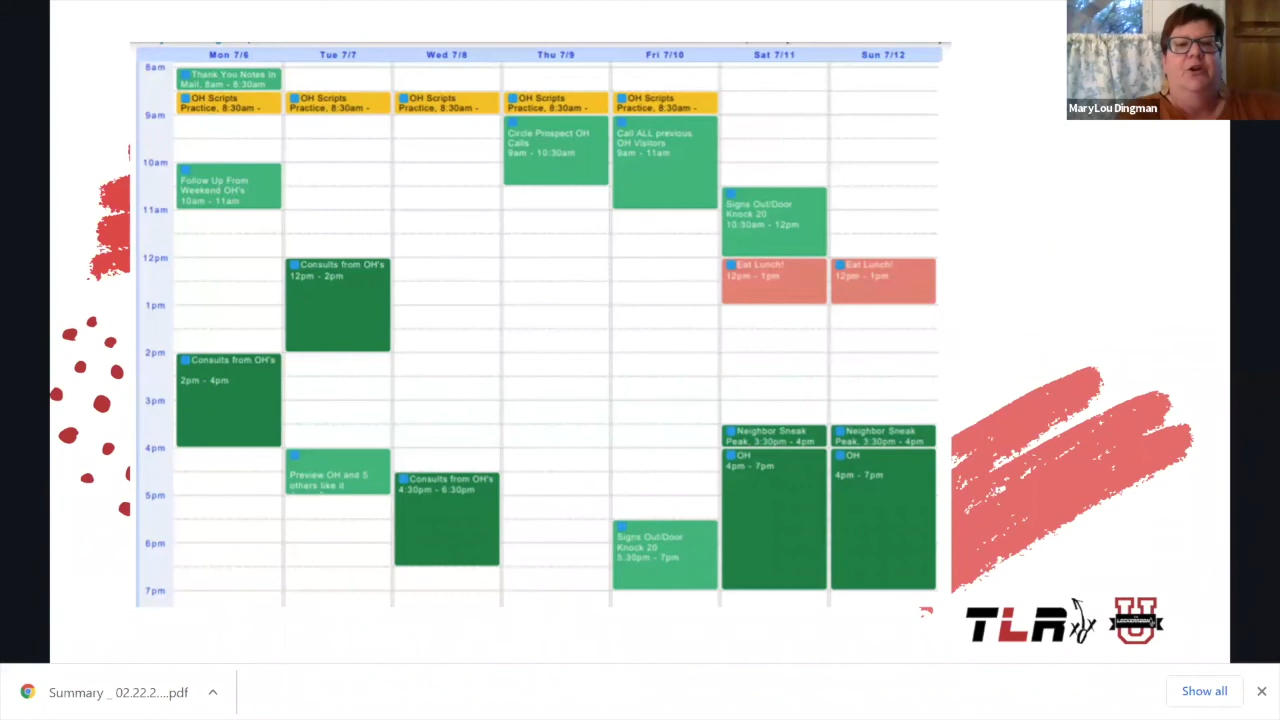 MaryLou Dingman
Mon 7/6
Tue 7/7
Wed 7/8
Thu 7/9
Fri 7/10
Sat 7/11
Sun 7/12
8am
9am
10am
11am
12pm
1pm
2pm
3pm
4pm
5pm
6pm
7pm
Thank You Notes in
Mail, 8am - 8:30am
OH Scripts
Practice, 8:30am -
Follow Up From
Weekend OH's
10am - 11am
Consults from OH's
2pm - 4pm
OH Scripts
Practice, 8:30am -
Consults from OH's
12pm - 2pm
Preview OH and 5
others like it
OH Scripts
Practice, 8:30am -
Consults from OH's
4:30pm - 6:30pm
OH Scripts
Practice, 8:30am -
Circle Prospect OH
Calls
9am - 10:30am
OH Scripts
Practice, 8:30am -
Call ALL previous
OH Visitors
9am - 11am
Signs Out/Door
Knock 20
5:30pm - 7pm
Signs Out/Door
Knock 20
10:30am - 12pm
Eat Lunch!
12pm - 1pm
Neighbor Sneak
Peak, 3:30pm - 4pm
OH
4pm - 7pm
Eat Lunch!
12pm - 1pm
Neighbor Sneak
Peak, 3:30pm - 4pm
OH
4pm - 7pm
TLR
U
Summary _ 02.22.2....pdf
Show all